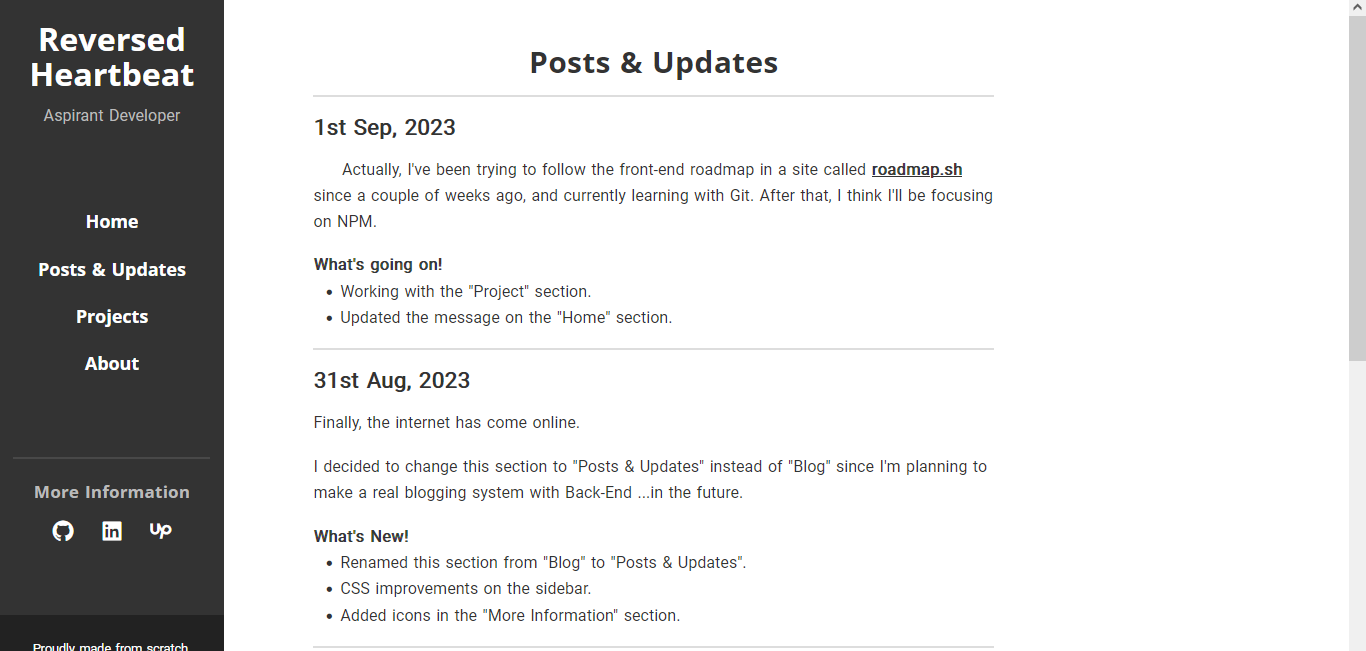 Reversed
Heartbeat
Aspirant Developer
Home
Posts & Updates
Projects
About
More Information
in
Up
Proudly made from scratch
Posts & Updates
1st Sep, 2023
Actually, I've been trying to follow the front-end roadmap in a site called roadmap.sh
since a couple of weeks ago, and currently learning with Git. After that, I think I'll be focusing
on NPM.
What's going on!
• Working with the "Project" section.
• Updated the message on the "Home" section.
31st Aug, 2023
Finally, the internet has come online.
I decided to change this section to "Posts & Updates" instead of "Blog" since I'm planning to
make a real blogging system with Back-End ...in the future.
What's New!
• Renamed this section from "Blog" to "Posts & Updates".
• CSS improvements on the sidebar.
• Added icons in the "More Information" section.